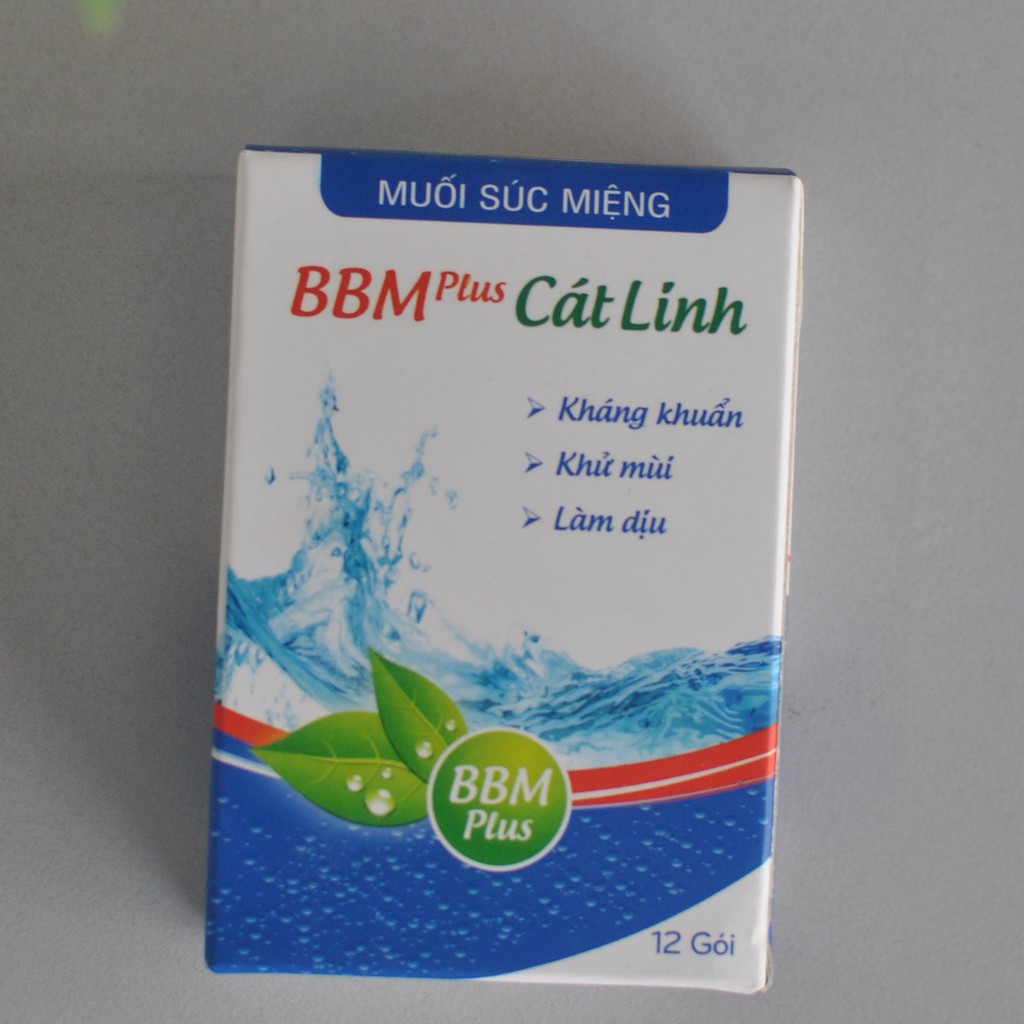 MUỐI SÚC MIỆNG
BBM Plus Cát Linh
➢ Kháng khuẩn
➢ Khử mùi
➢ Làm dịu
BBM
Plus
12 Gói